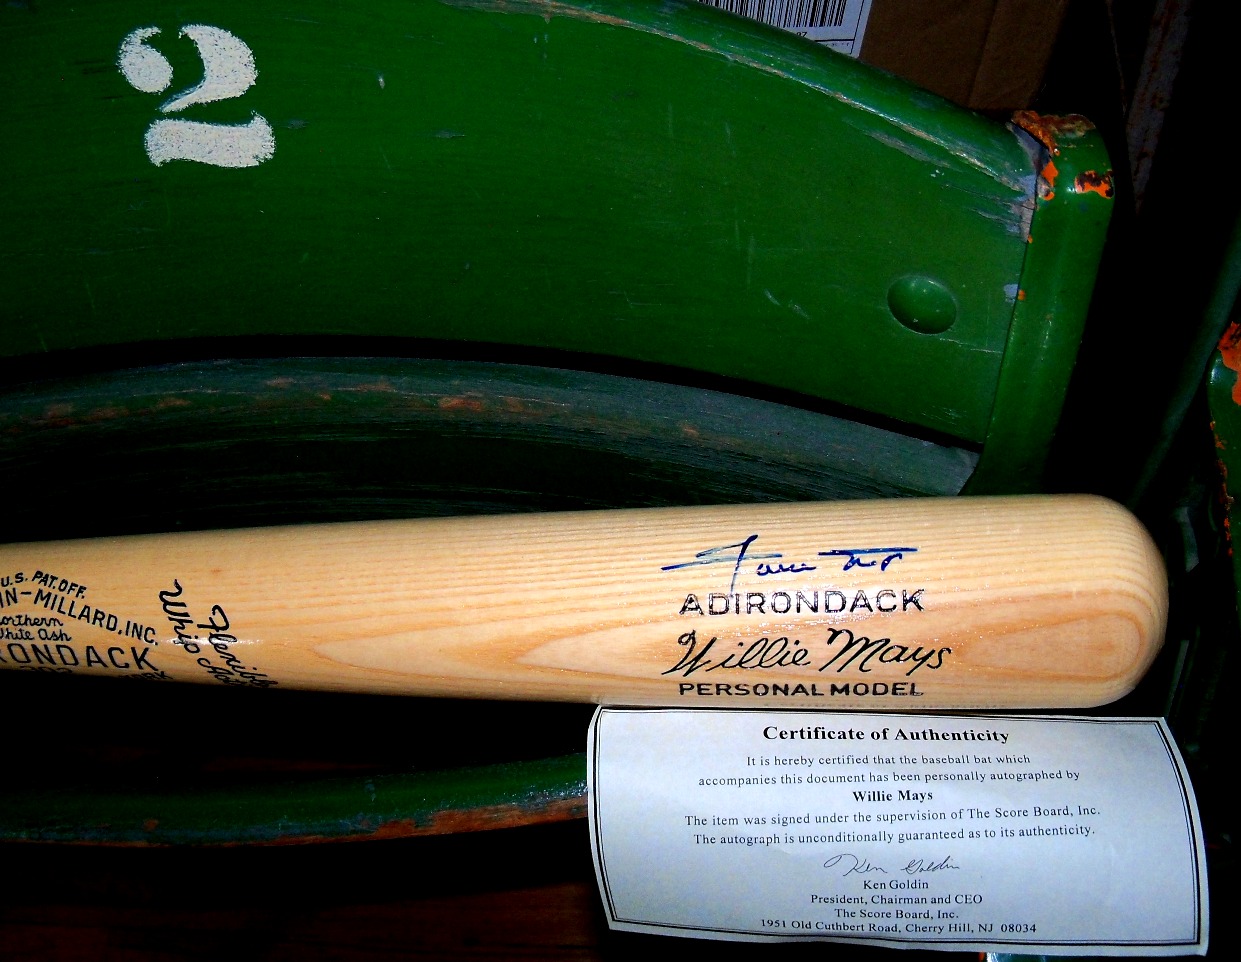 2
U.S. PAT. OFF.
N-MILLARD, INC.
orthern
White Ash
RONDACK
Flexible
Whip
ADIRONDACK
Willie Mays
PERSONAL MODEL
Certificate of Authenticity
It is hereby certified that the baseball bat which
accompanies this document has been personally autographed by
Willie Mays
The item was signed under the supervision of The Score Board, Inc.
The autograph is unconditionally guaranteed as to its authenticity.
Ken Goldin
Ken Goldin
President, Chairman and CEO
The Score Board, Inc.
1951 Old Cuthbert Road, Cherry Hill, NJ 08034